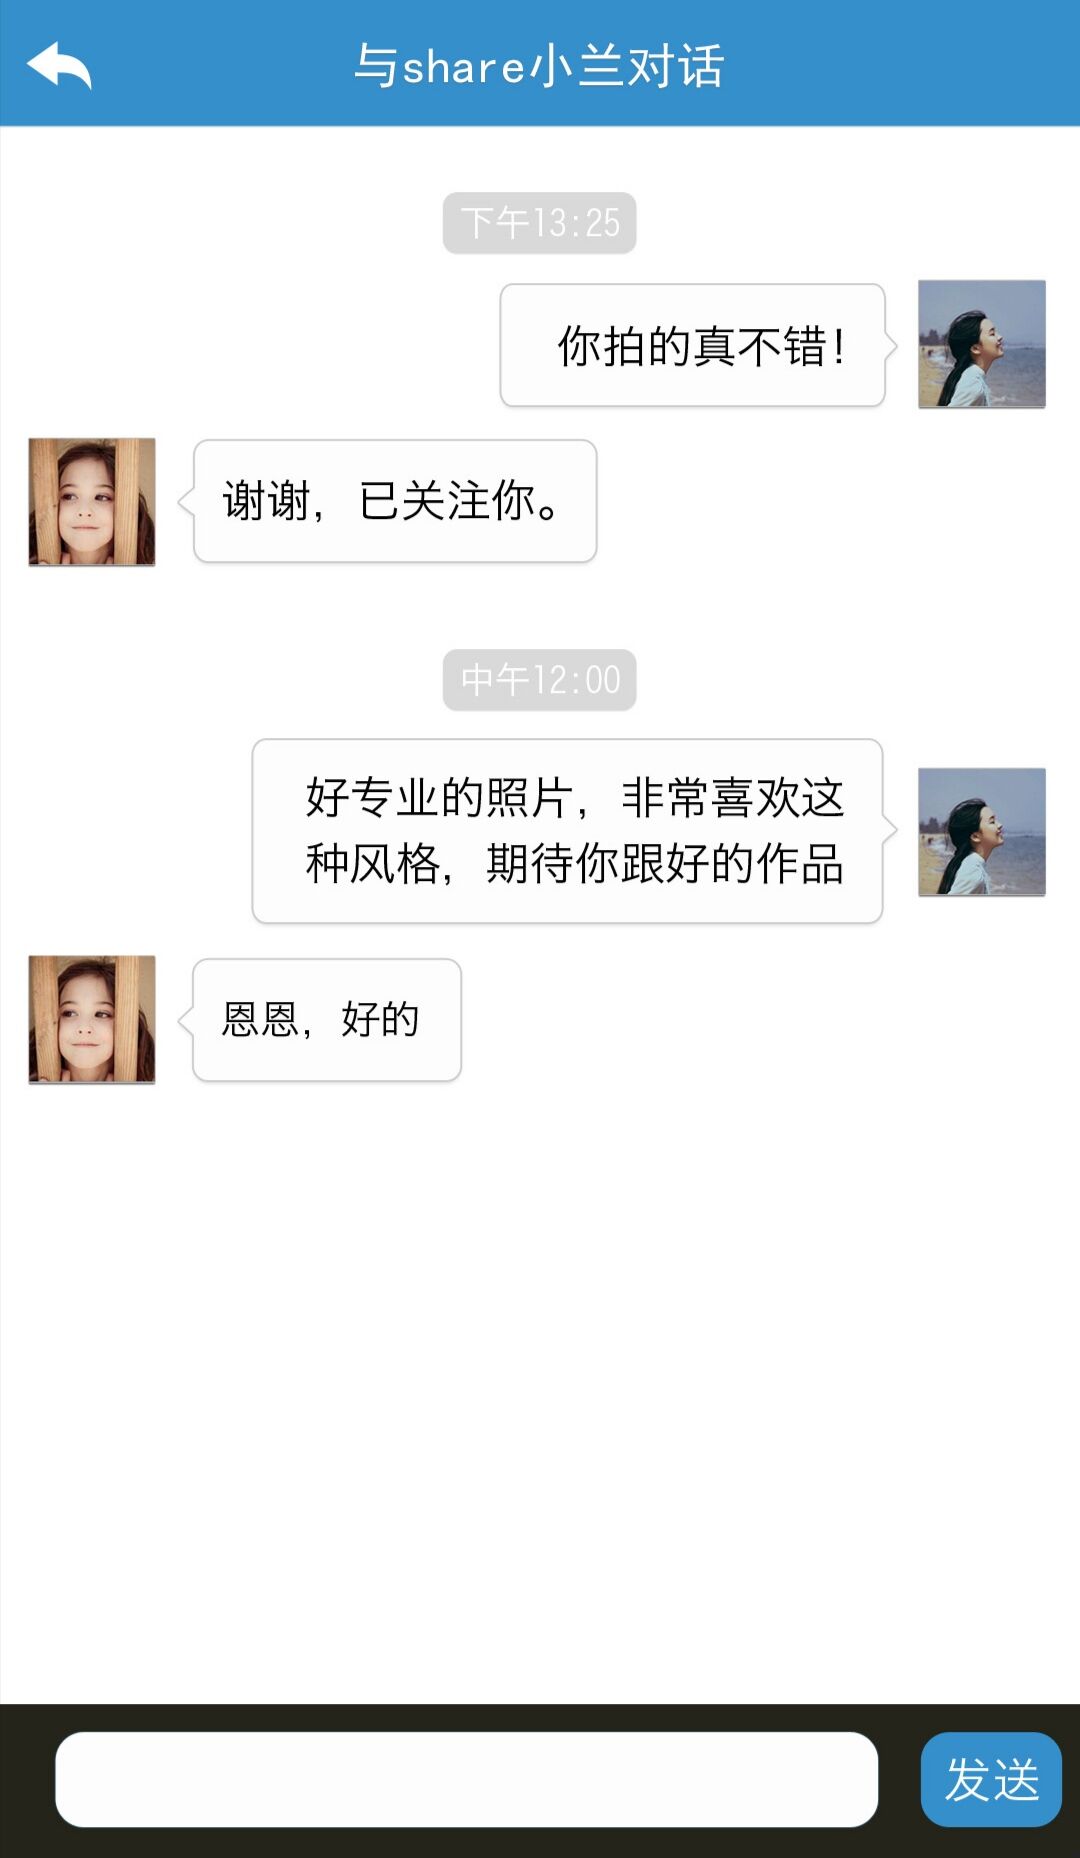 与share小兰对话
下午13:25
你拍的真不错!
谢谢，已关注你。
中午12:00
好专业的照片，非常喜欢这
种风格，期待你跟好的作品
恩恩，好的
发送